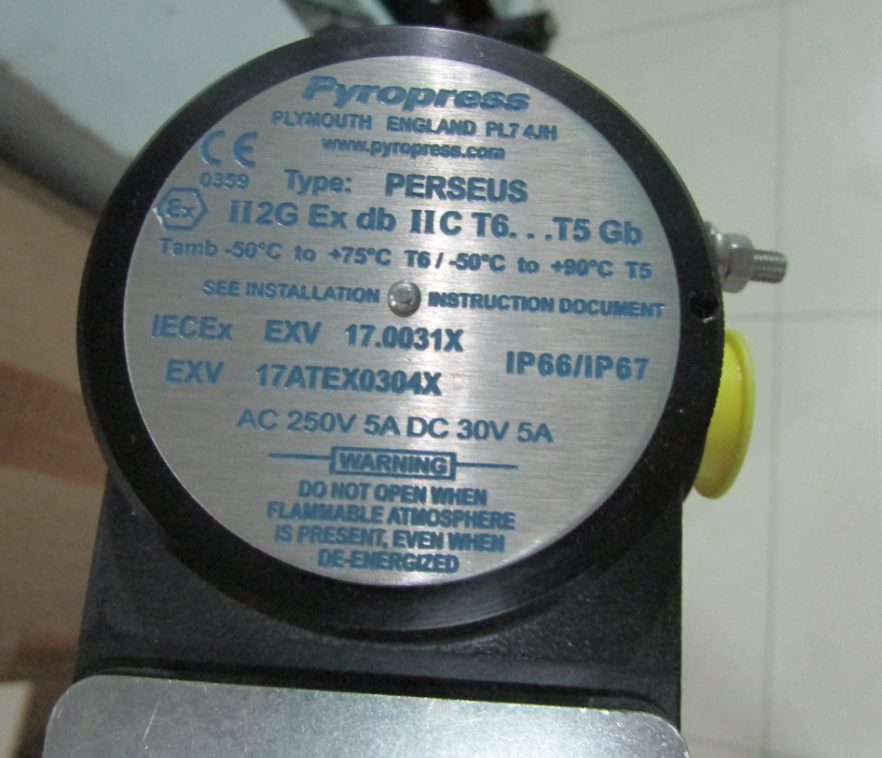 Pyropress
PLYMOUTH ENGLAND PL7 4JH
www.pyropress.com
CE
0359 Type: PERSEUS
Ex II2G Ex db IIC T6...T5 Gb
Tamb -50°C to +75°C T6 / -50°C to +90°C T5
SEE INSTALLATION INSTRUCTION DOCUMENT
IECEx EXV 17.0031X
IP66/IP67
EXV 17ATEX0304X
AC 250V 5A DC 30V 5A
WARNING
DO NOT OPEN WHEN
FLAMMABLE ATMOSPHERE
IS PRESENT, EVEN WHEN
DE-ENERGIZED